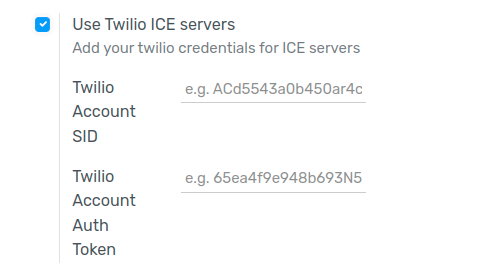 Use Twilio ICE servers
Add your twilio credentials for ICE servers
Twilio e.g. ACd5543a0b450ar4c
Account
SID
Twilio e.g. 65ea4f9e948b693N5
Account
Auth
Token